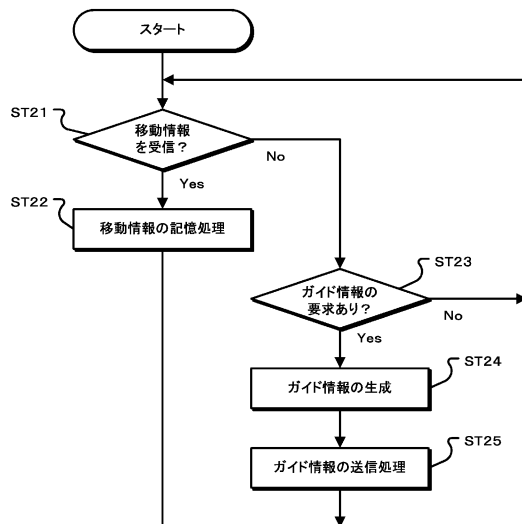 スタート
ST21
移動情報
を受信？
No
Yes
ST22
移動情報の記憶処理
ST23
ガイド情報の
要求あり？
No
Yes
ST24
ガイド情報の生成
ST25
ガイド情報の送信処理